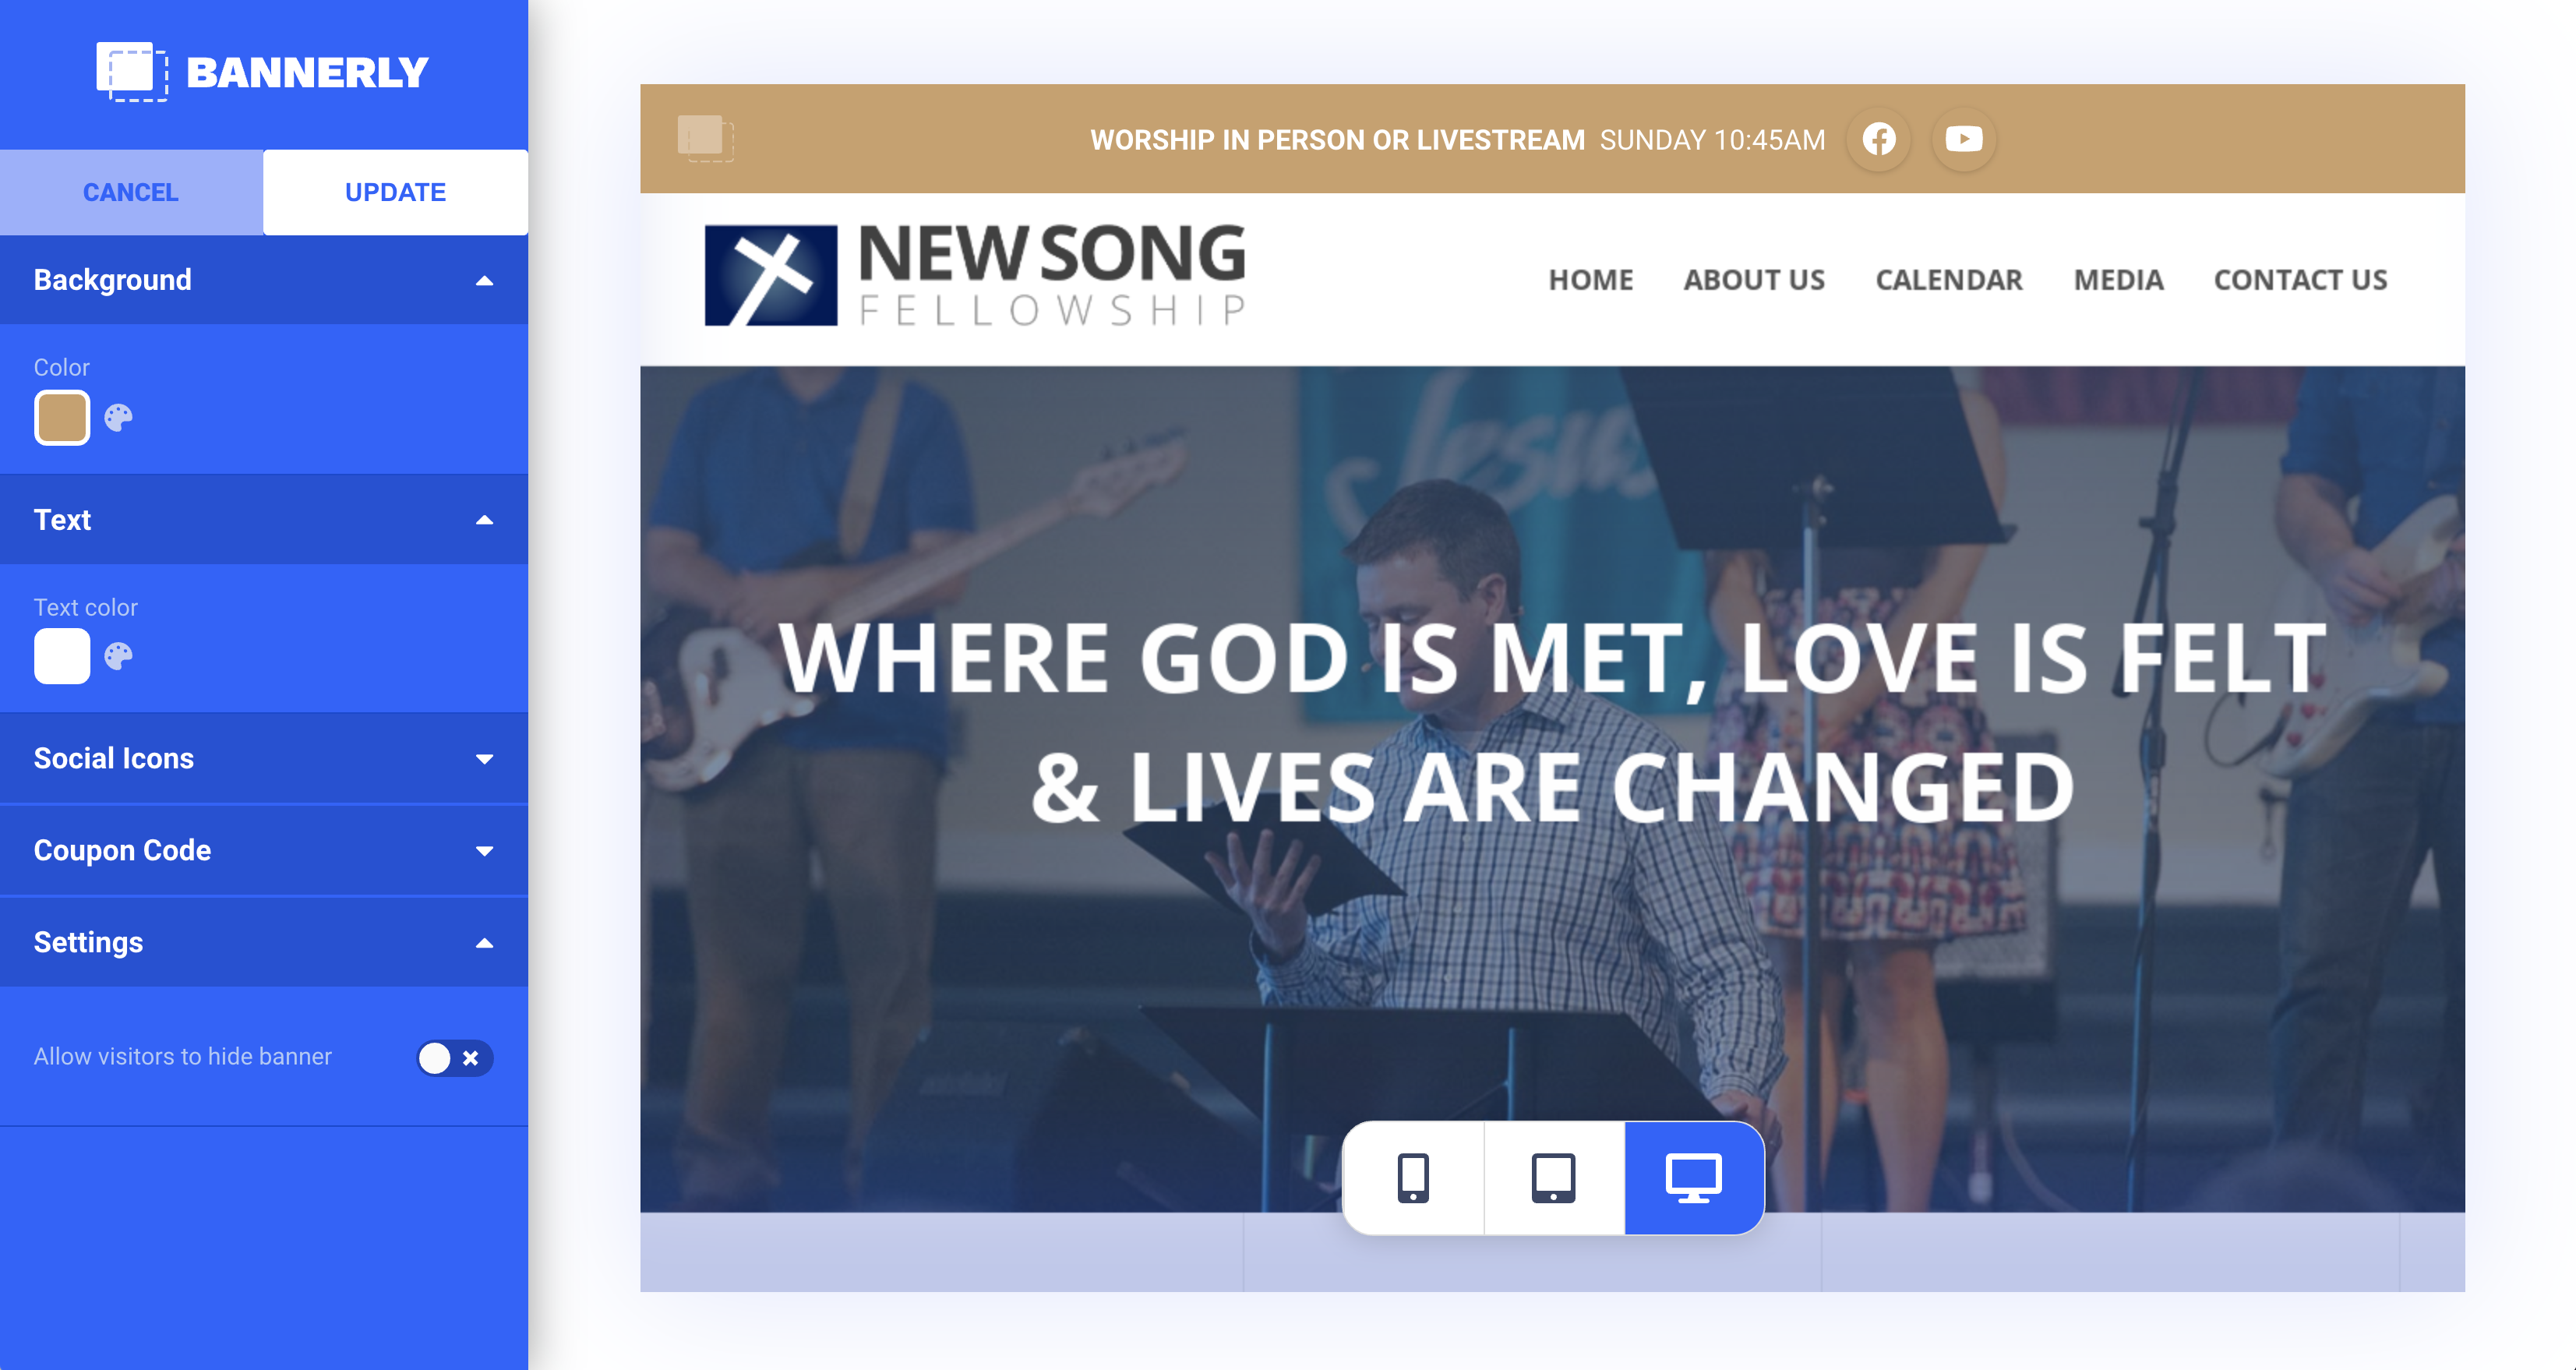 BANNERLY
CANCEL
UPDATE
Background
Color
Text
Text color
Social Icons
Coupon Code
Settings
Allow visitors to hide banner
WORSHIP IN PERSON OR LIVESTREAM SUNDAY 10:45AM
NEW SONG
FELLOWSHIP
HOME ABOUT US CALENDAR MEDIA CONTACT US
Jesus
WHERE GOD IS MET, LOVE IS FELT
& LIVES ARE CHANGED